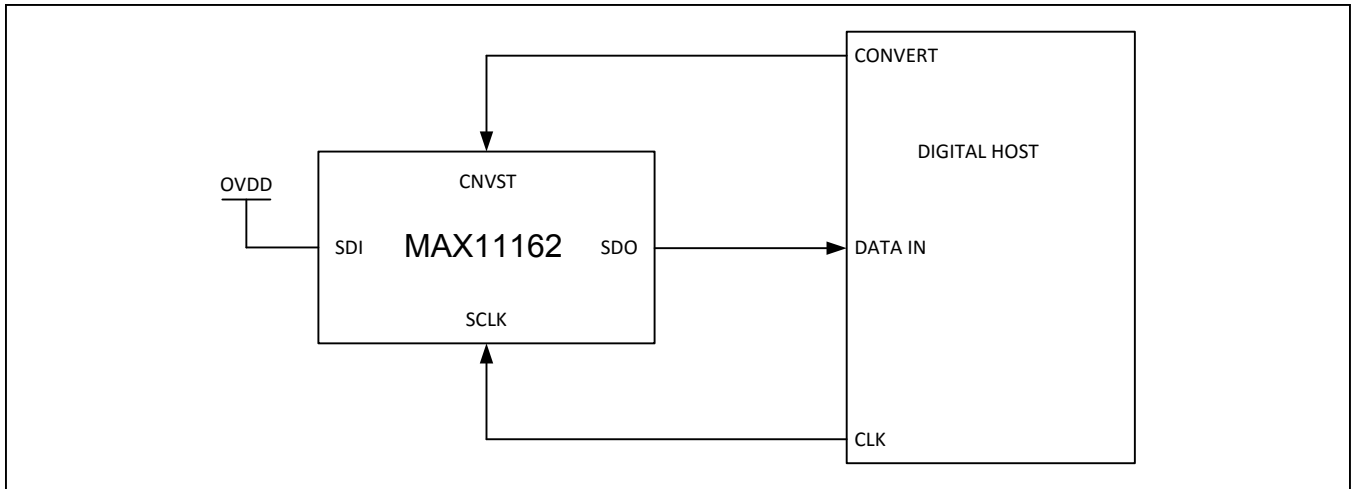 CONVERT
DIGITAL HOST
CNVST
OVDD
SDI
MAX11162
SDO
DATA IN
SCLK
CLK